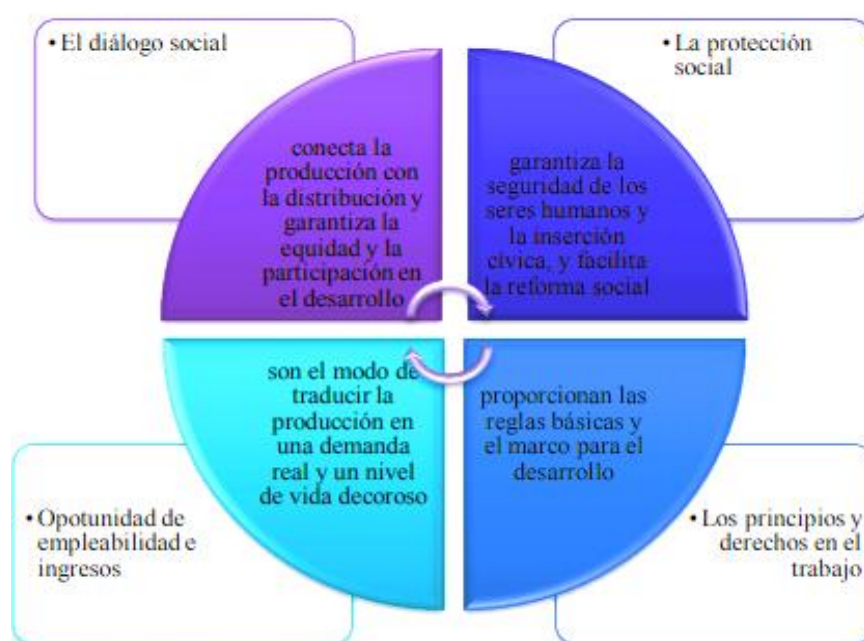 • El diálogo social
conecta la
producción con
la distribución y
garantiza la
equidad y la
participación en
el desarrollo
• La protección
social
garantiza la
seguridad de los
seres humanos y
la inserción
cívica, y facilita
la reforma social
son el modo de
traducir la
producción en
una demanda
real y un nivel
de vida decoroso
• Opotunidad de
empleabilidad e
ingresos
proporcionan las
reglas básicas y
el marco para el
desarrollo
• Los principios y
derechos en el
trabajo